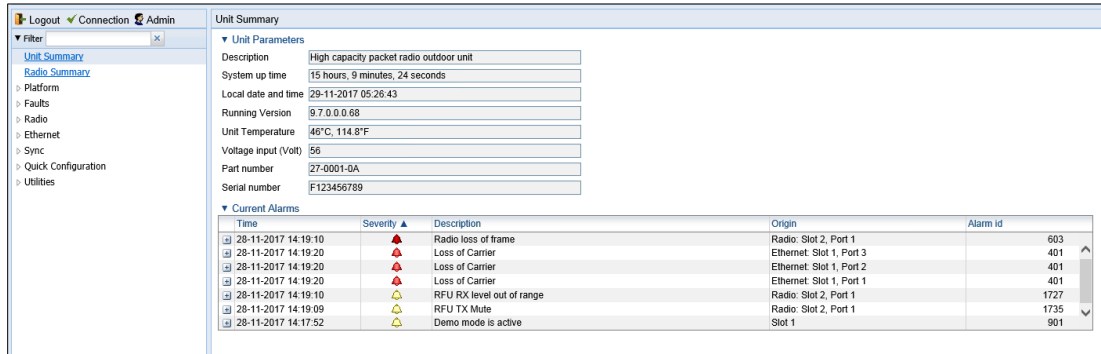 Logout Connection Admin
Filter
Unit Summary
Radio Summary
Platform
Faults
Radio
Ethernet
Sync
Quick Configuration
Utilities
Unit Summary
Unit Parameters
Description High capacity packet radio outdoor unit
System up time 15 hours, 9 minutes, 24 seconds
Local date and time 29-11-2017 05:26:43
Running Version 9.7.0.0.0.68
Unit Temperature 46°C, 114.8°F
Voltage input (Volt) 56
Part number 27-0001-0A
Serial number F123456789
Current Alarms
Time Severity ▲ Description Origin Alarm id
28-11-2017 14:19:10 Radio loss of frame Radio: Slot 2, Port 1 603
28-11-2017 14:19:20 Loss of Carrier Ethernet: Slot 1, Port 3 401
28-11-2017 14:19:20 Loss of Carrier Ethernet: Slot 1, Port 2 401
28-11-2017 14:19:20 Loss of Carrier Ethernet: Slot 1, Port 1 401
28-11-2017 14:19:10 RFU RX level out of range Radio: Slot 2, Port 1 1727
28-11-2017 14:19:09 RFU TX Mute Radio: Slot 2, Port 1 1735
28-11-2017 14:17:52 Demo mode is active Slot 1 901